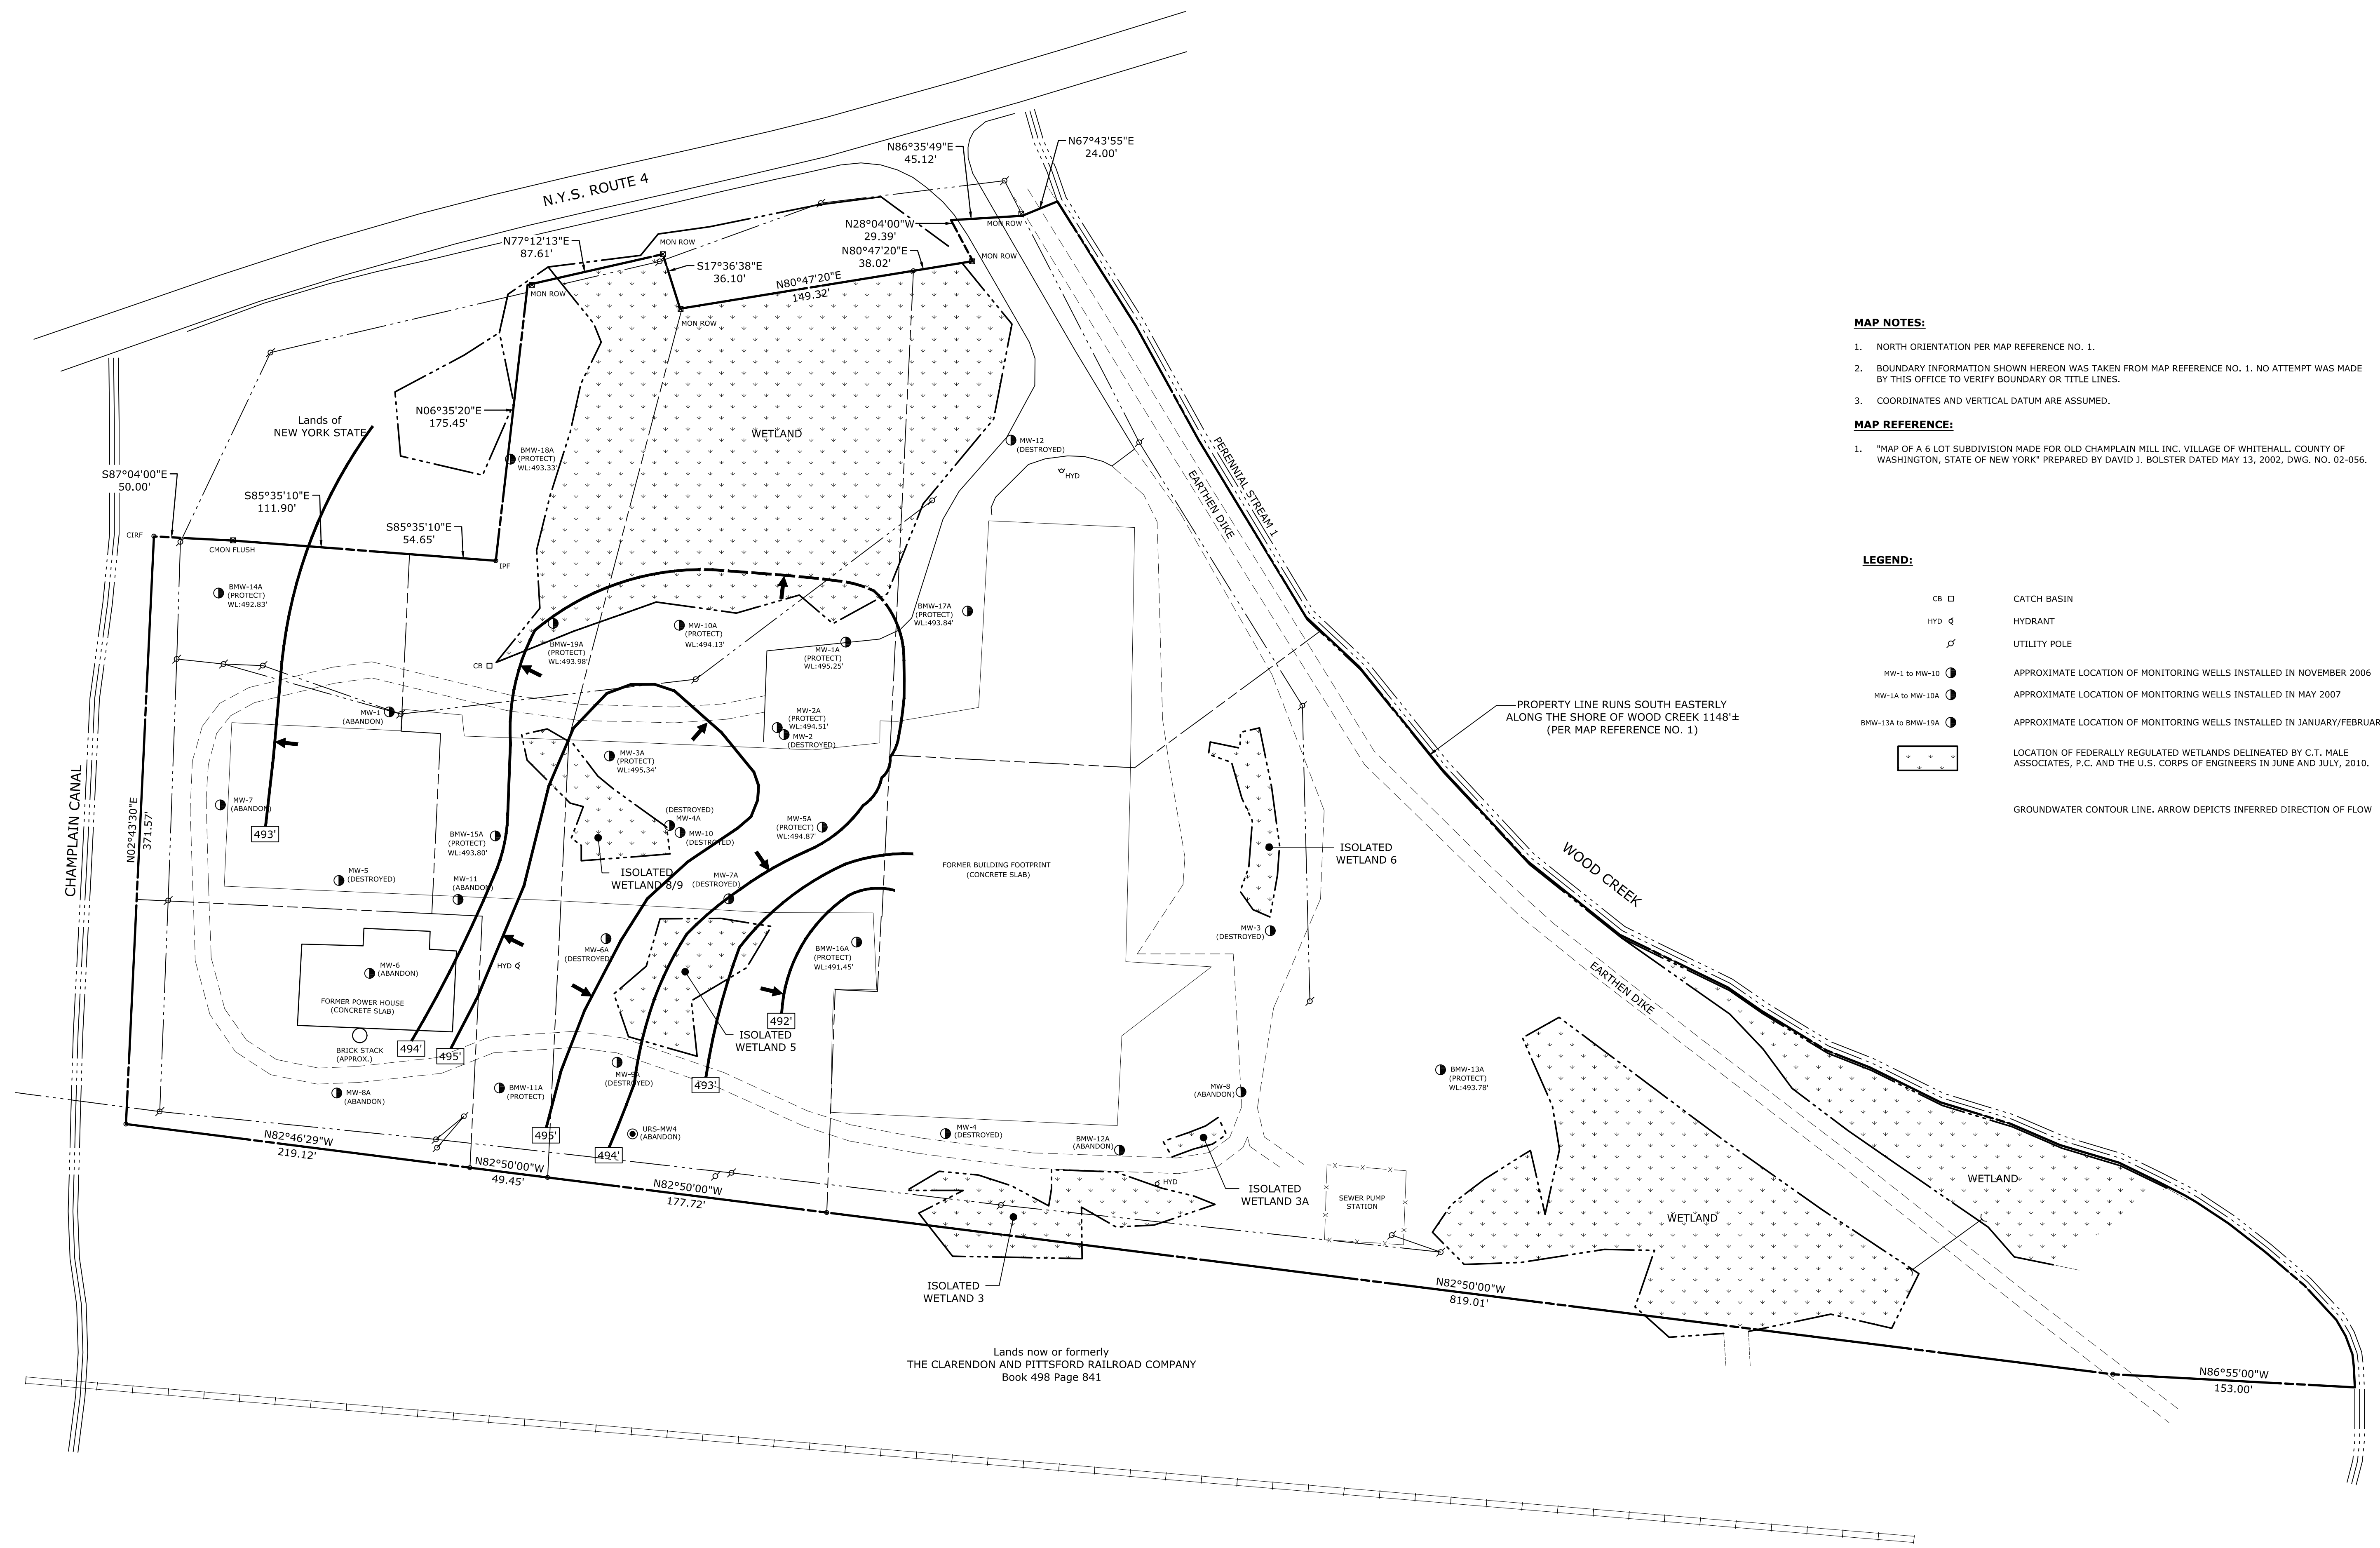 N67°43'55"E
24.00'
N86°35'49"E
45.12'
N.Y.S. ROUTE 4
N28°04'00"W
29.39'
MON ROW
N77°12'13"E
87.61'
MON ROW
N80°47'20"E
38.02'
MON ROW
S17°36'38"E
36.10'
N80°47'20"E
149.32'
MON ROW
MON ROW
Lands of
NEW YORK STATE
N06°35'20"E
175.45'
WETLAND
MW-12
(DESTROYED)
HYD
BMW-18A
(PROTECT)
WL:493.33'
PERENNIAL STREAM 1
EARTHEN DIKE
S87°04'00"E
50.00'
S85°35'10"E
111.90'
S85°35'10"E
54.65'
CIRF
CMON FLUSH
IPF
BMW-14A
(PROTECT)
WL:492.83'
BMW-17A
(PROTECT)
WL:493.84'
MW-10A
(PROTECT)
WL:494.13'
BMW-19A
(PROTECT)
WL:493.98'
MW-1A
(PROTECT)
WL:495.25'
CB
MW-1
(ABANDON)
MW-2A
(PROTECT)
WL:494.51'
MW-2
(DESTROYED)
MW-3A
(PROTECT)
WL:495.34'
MW-7
(ABANDON)
493'
CHAMPLAIN CANAL
N02°43'30"E
371.57'
(DESTROYED)
MW-4A
MW-10
(DESTROYED)
MW-5A
(PROTECT)
WL:494.87'
BMW-15A
(PROTECT)
WL:493.80'
ISOLATED
WETLAND 8/9
MW-7A
(DESTROYED)
FORMER BUILDING FOOTPRINT
(CONCRETE SLAB)
ISOLATED
WETLAND 6
MW-5
(DESTROYED)
MW-11
(ABANDON)
MW-3
(DESTROYED)
MW-6A
(DESTROYED)
BMW-16A
(PROTECT)
WL:491.45'
HYD
MW-6
(ABANDON)
FORMER POWER HOUSE
(CONCRETE SLAB)
BRICK STACK
(APPROX.)
494'
495'
492'
ISOLATED
WETLAND 5
493'
MW-9A
(DESTROYED)
MW-8A
(ABANDON)
BMW-11A
(PROTECT)
495'
494'
URS-MW4
(ABANDON)
MW-4
(DESTROYED)
MW-8
(ABANDON)
BMW-12A
(ABANDON)
BMW-13A
(PROTECT)
WL:493.78'
N82°46'29"W
219.12'
N82°50'00"W
49.45'
N82°50'00"W
177.72'
HYD
ISOLATED
WETLAND 3A
SEWER PUMP
STATION
ISOLATED
WETLAND 3
N82°50'00"W
819.01'
WETLAND
WETLAND
EARTHEN DIKE
WOOD CREEK
PROPERTY LINE RUNS SOUTH EASTERLY
ALONG THE SHORE OF WOOD CREEK 1148'±
(PER MAP REFERENCE NO. 1)
N86°55'00"W
153.00'
Lands now or formerly
THE CLARENDON AND PITTSFORD RAILROAD COMPANY
Book 498 Page 841
MAP NOTES:
1. NORTH ORIENTATION PER MAP REFERENCE NO. 1.
2. BOUNDARY INFORMATION SHOWN HEREON WAS TAKEN FROM MAP REFERENCE NO. 1. NO ATTEMPT WAS MADE
BY THIS OFFICE TO VERIFY BOUNDARY OR TITLE LINES.
3. COORDINATES AND VERTICAL DATUM ARE ASSUMED.
MAP REFERENCE:
1. "MAP OF A 6 LOT SUBDIVISION MADE FOR OLD CHAMPLAIN MILL INC. VILLAGE OF WHITEHALL. COUNTY OF
WASHINGTON, STATE OF NEW YORK" PREPARED BY DAVID J. BOLSTER DATED MAY 13, 2002, DWG. NO. 02-056.
LEGEND:
CB CATCH BASIN
HYD HYDRANT
UTILITY POLE
MW-1 to MW-10 APPROXIMATE LOCATION OF MONITORING WELLS INSTALLED IN NOVEMBER 2006
MW-1A to MW-10A APPROXIMATE LOCATION OF MONITORING WELLS INSTALLED IN MAY 2007
BMW-13A to BMW-19A APPROXIMATE LOCATION OF MONITORING WELLS INSTALLED IN JANUARY/FEBRUAR
LOCATION OF FEDERALLY REGULATED WETLANDS DELINEATED BY C.T. MALE
ASSOCIATES, P.C. AND THE U.S. CORPS OF ENGINEERS IN JUNE AND JULY, 2010.
GROUNDWATER CONTOUR LINE. ARROW DEPICTS INFERRED DIRECTION OF FLOW